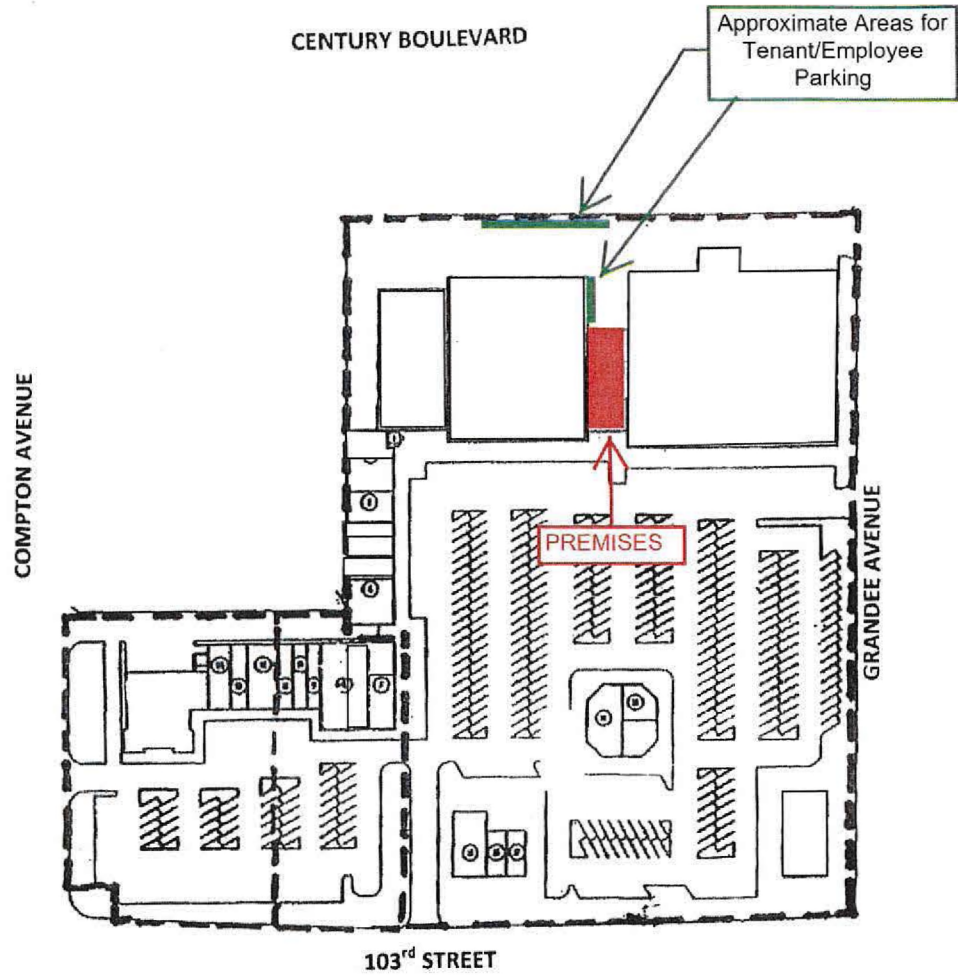 CENTURY BOULEVARD
Approximate Areas for
Tenant/Employee
Parking
COMPTON AVENUE
PREMISES
GRANDEE AVENUE
103rd STREET